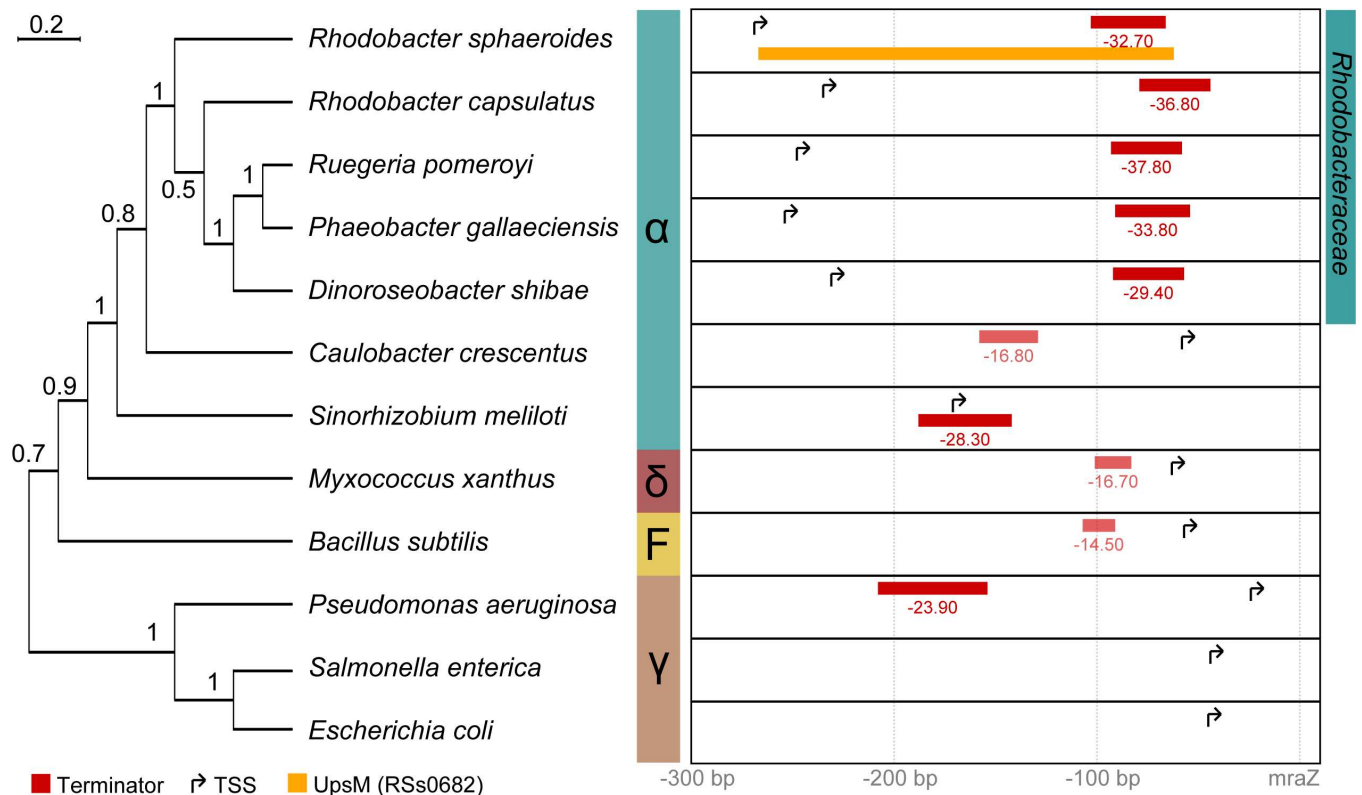 0.2
Rhodobacter sphaeroides
Rhodobacter capsulatus
Ruegeria pomeroyi
Phaeobacter gallaeciensis
Dinoroseobacter shibae
Caulobacter crescentus
Sinorhizobium meliloti
Myxococcus xanthus
Bacillus subtilis
Pseudomonas aeruginosa
Salmonella enterica
Escherichia coli
1
0.5
1
1
0.8
1
0.9
0.7
1
1
α
δ
F
γ
-32.70
-36.80
-37.80
-33.80
-29.40
-16.80
-28.30
-16.70
-14.50
-23.90
Rhodobacteraceae
-300 bp
-200 bp
-100 bp
mraZ
Terminator
TSS
UpsM (RSs0682)